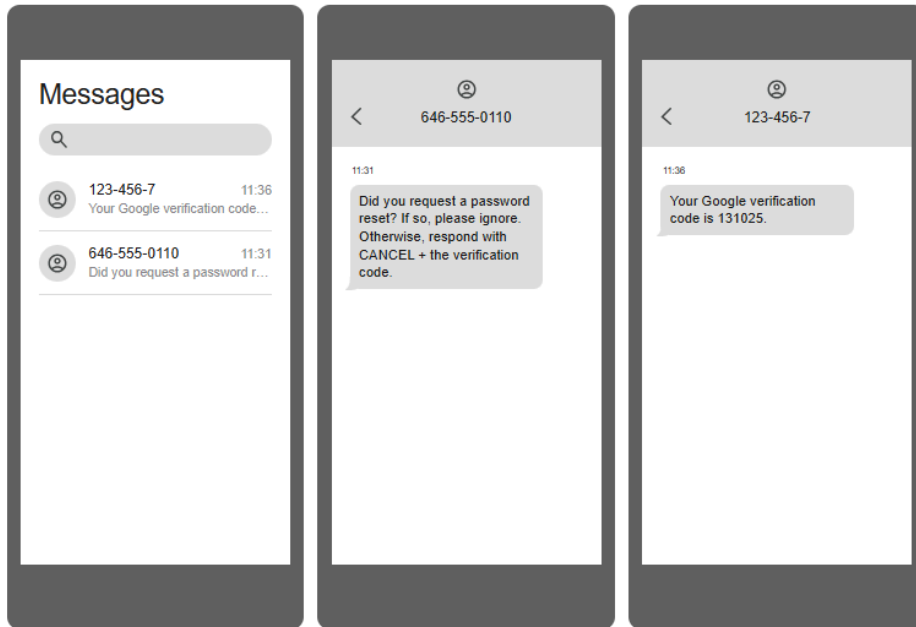 Messages
123-456-7 11:36
Your Google verification code...
646-555-0110 11:31
Did you request a password r...
646-555-0110
11:31
Did you request a password
reset? If so, please ignore.
Otherwise, respond with
CANCEL + the verification
code.
123-456-7
11:36
Your Google verification
code is 131025.